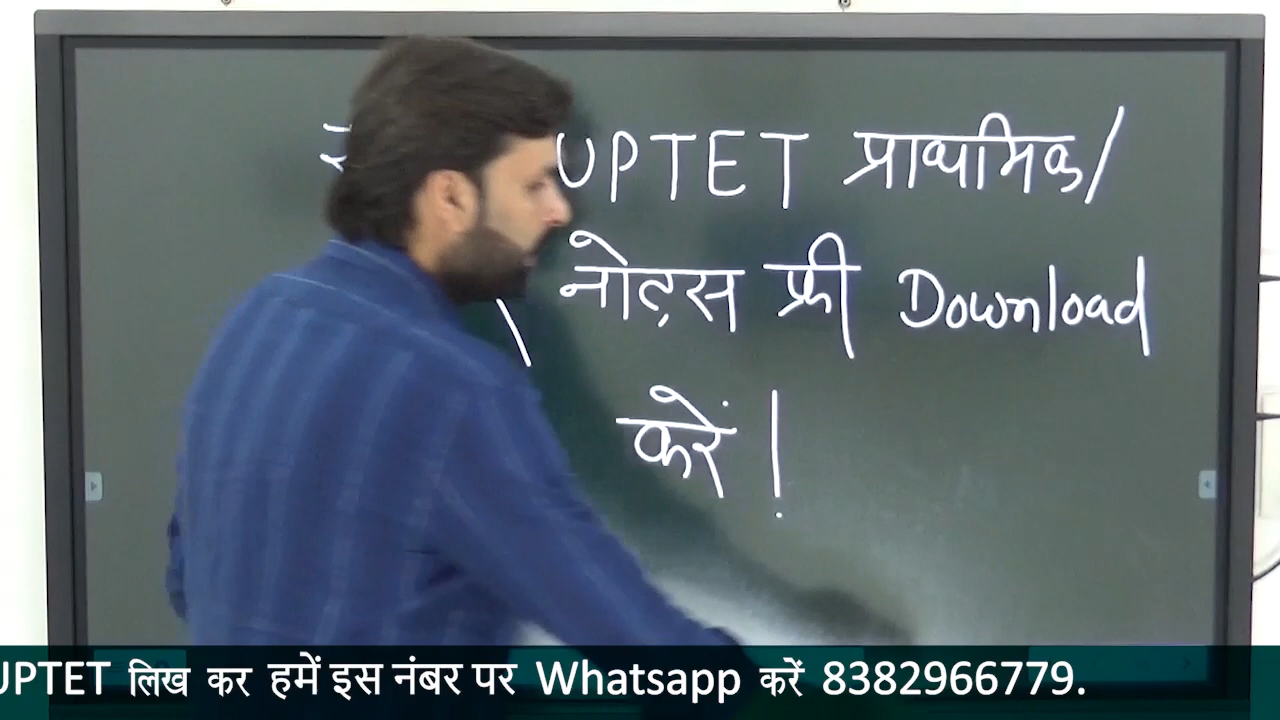 UPTET प्राथमिक/
नोट्स फ्री Download
करें!
UPTET लिख कर हमें इस नंबर पर Whatsapp करें 8382966779.